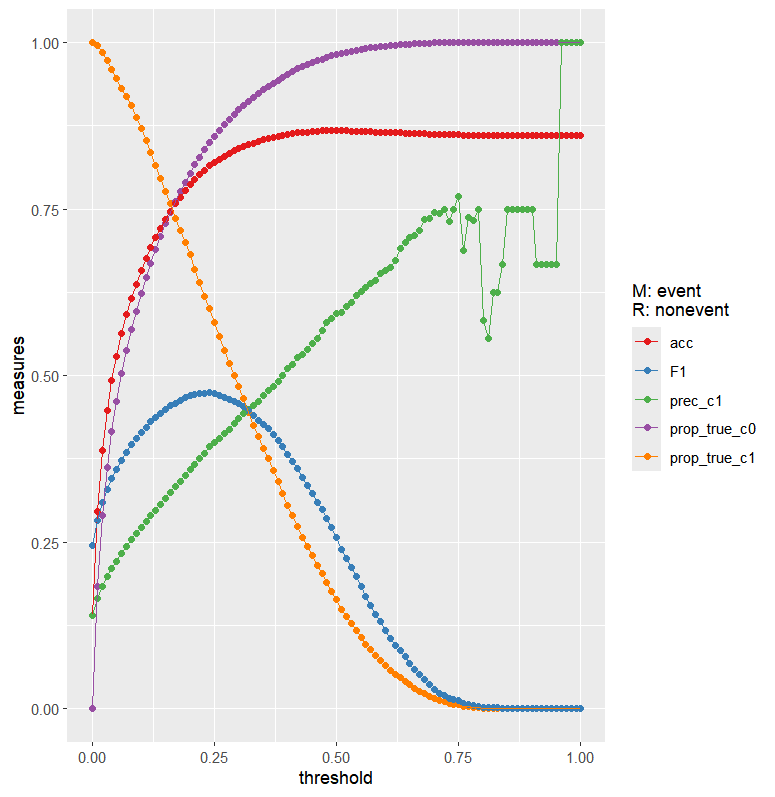 1.00
0.75
0.50
0.25
0.00
measures
0.00 0.25 0.50 0.75 1.00
threshold
M: event
R: nonevent
acc
F1
prec_c1
prop_true_c0
prop_true_c1